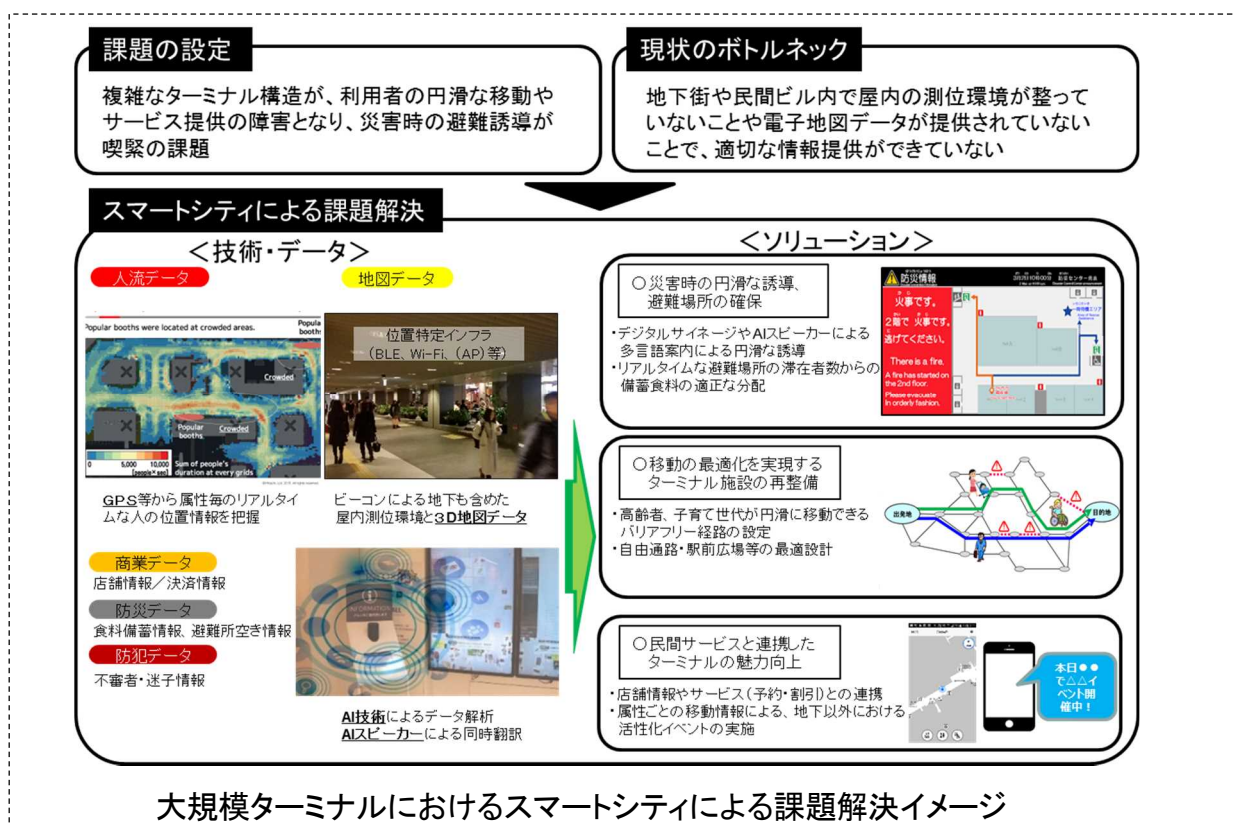 課題の設定
複雑なターミナル構造が、利用者の円滑な移動や
サービス提供の障害となり、災害時の避難誘導が
喫緊の課題
現状のボトルネック
地下街や民間ビル内で屋内の測位環境が整って
いないことや電子地図データが提供されていない
ことで、適切な情報提供ができていない
スマートシティによる課題解決
＜技術・データ＞
人流データ
Popular booths were located at crowded areas.
Crowded
Popular
booths
Crowded
0 5,000 10,000
[people×sec]
Sum of people's
duration at every grids
GPS等から属性毎のリアルタイ
ムな人の位置情報を把握
地図データ
位置特定インフラ
（BLE、Wi-Fi、（AP）等）
ビーコンによる地下も含めた
屋内測位環境と3D地図データ
商業データ
店舗情報／決済情報
防災データ
食料備蓄情報、避難所空き情報
防犯データ
不審者・迷子情報
INFORMATION
AI技術によるデータ解析
AIスピーカーによる同時翻訳
＜ソリューション＞
○災害時の円滑な誘導、
避難場所の確保
・デジタルサイネージやAIスピーカーによる
多言語案内による円滑な誘導
・リアルタイムな避難場所の滞在者数からの
備蓄食料の適正な分配
防災情報
火事です。
2階で 火事です。
逃げてください。
There is a fire.
A fire has started on
the 2nd floor.
Please evacuate
In orderly fashion.
○移動の最適化を実現する
ターミナル施設の再整備
・高齢者、子育て世代が円滑に移動できる
バリアフリー経路の設定
・自由通路・駅前広場等の最適設計
出発地
目的地
○民間サービスと連携した
ターミナルの魅力向上
・店舗情報やサービス（予約・割引）との連携
・属性ごとの移動情報による、地下以外における
活性化イベントの実施
本日●●
で△△イ
ベント開
催中！
大規模ターミナルにおけるスマートシティによる課題解決イメージ